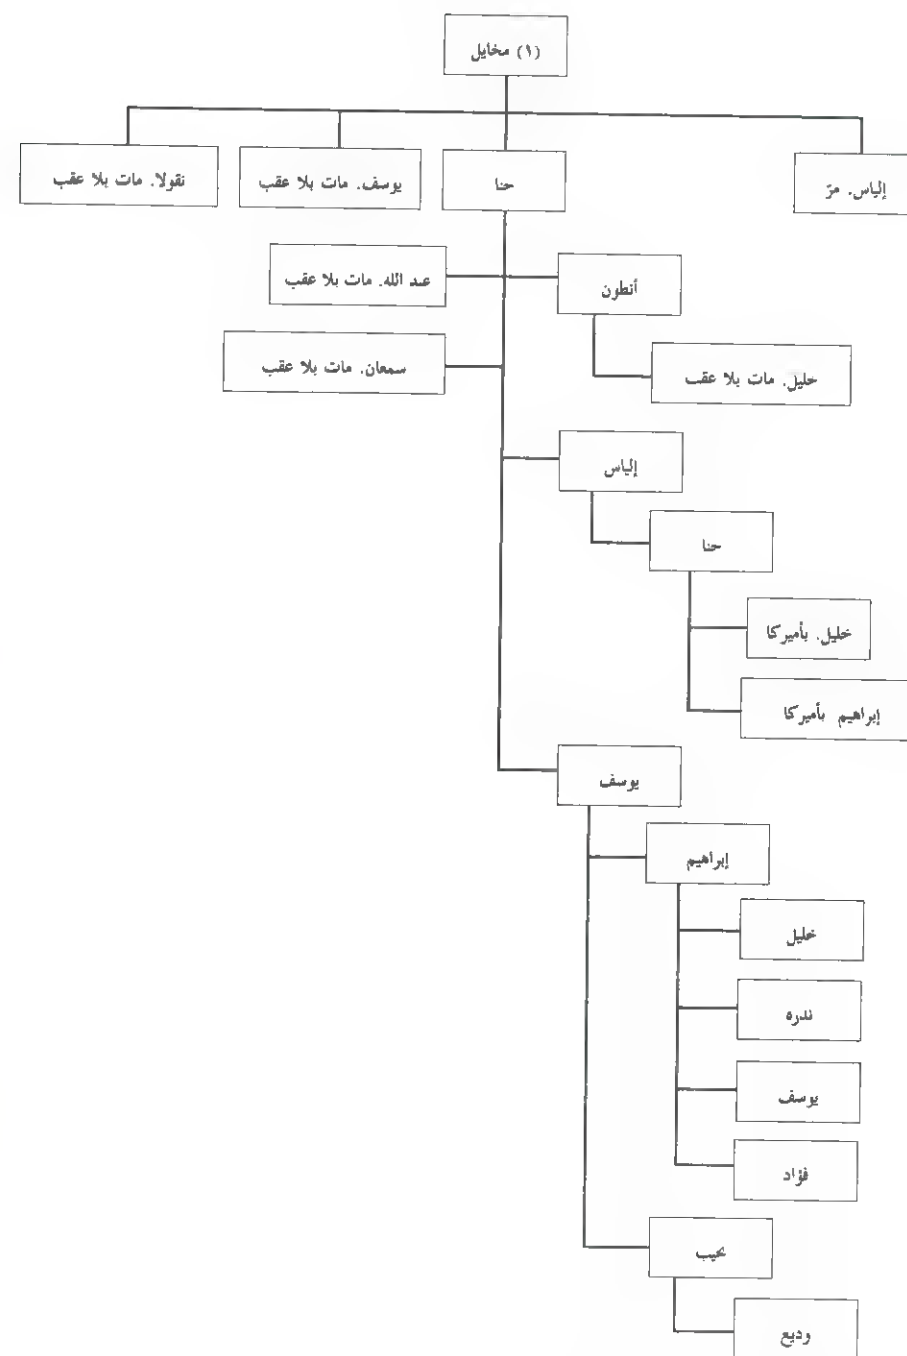 (١) مخايل
إلياس. مرّ
حنا
يوسف. مات بلا عقب
نقولا. مات بلا عقب
أنطون
عبد الله. مات بلا عقب
خليل. مات بلا عقب
سمعان. مات بلا عقب
إلياس
حنا
خليل. بأميركا
إبراهيم بأميركا
يوسف
إبراهيم
خليل
ندره
يوسف
فؤاد
نجيب
وديع